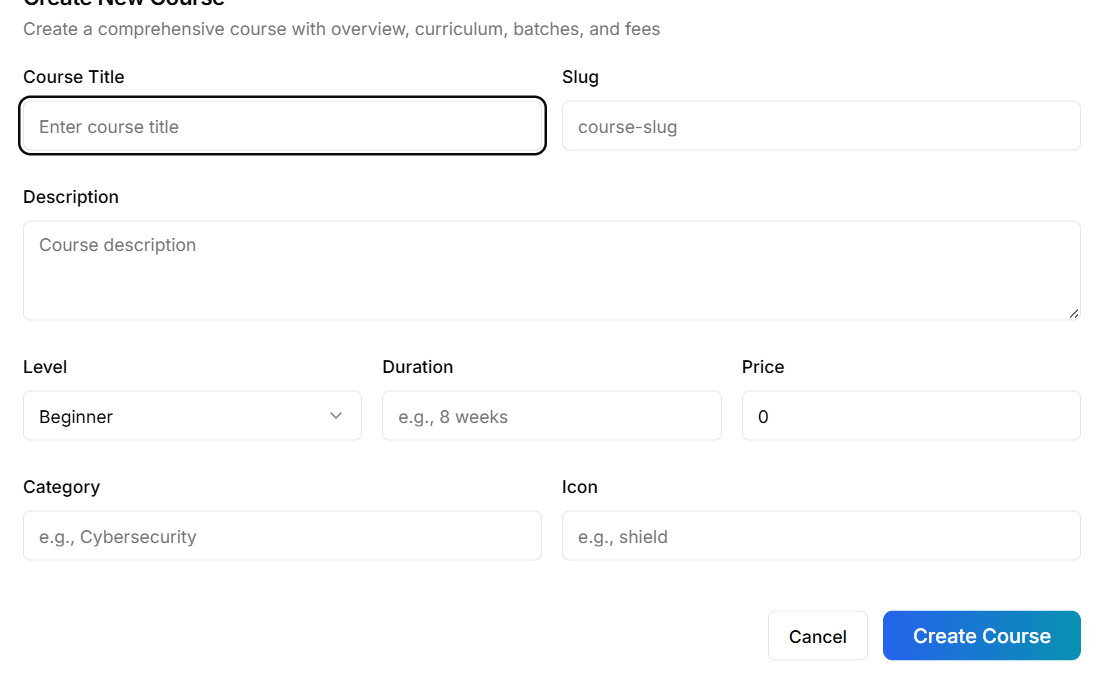 Create New Course
Create a comprehensive course with overview, curriculum, batches, and fees
Course Title
Slug
Enter course title
course-slug
Description
Course description
Level
Duration
Price
Beginner
e.g., 8 weeks
0
Category
Icon
e.g., Cybersecurity
e.g., shield
Cancel
Create Course